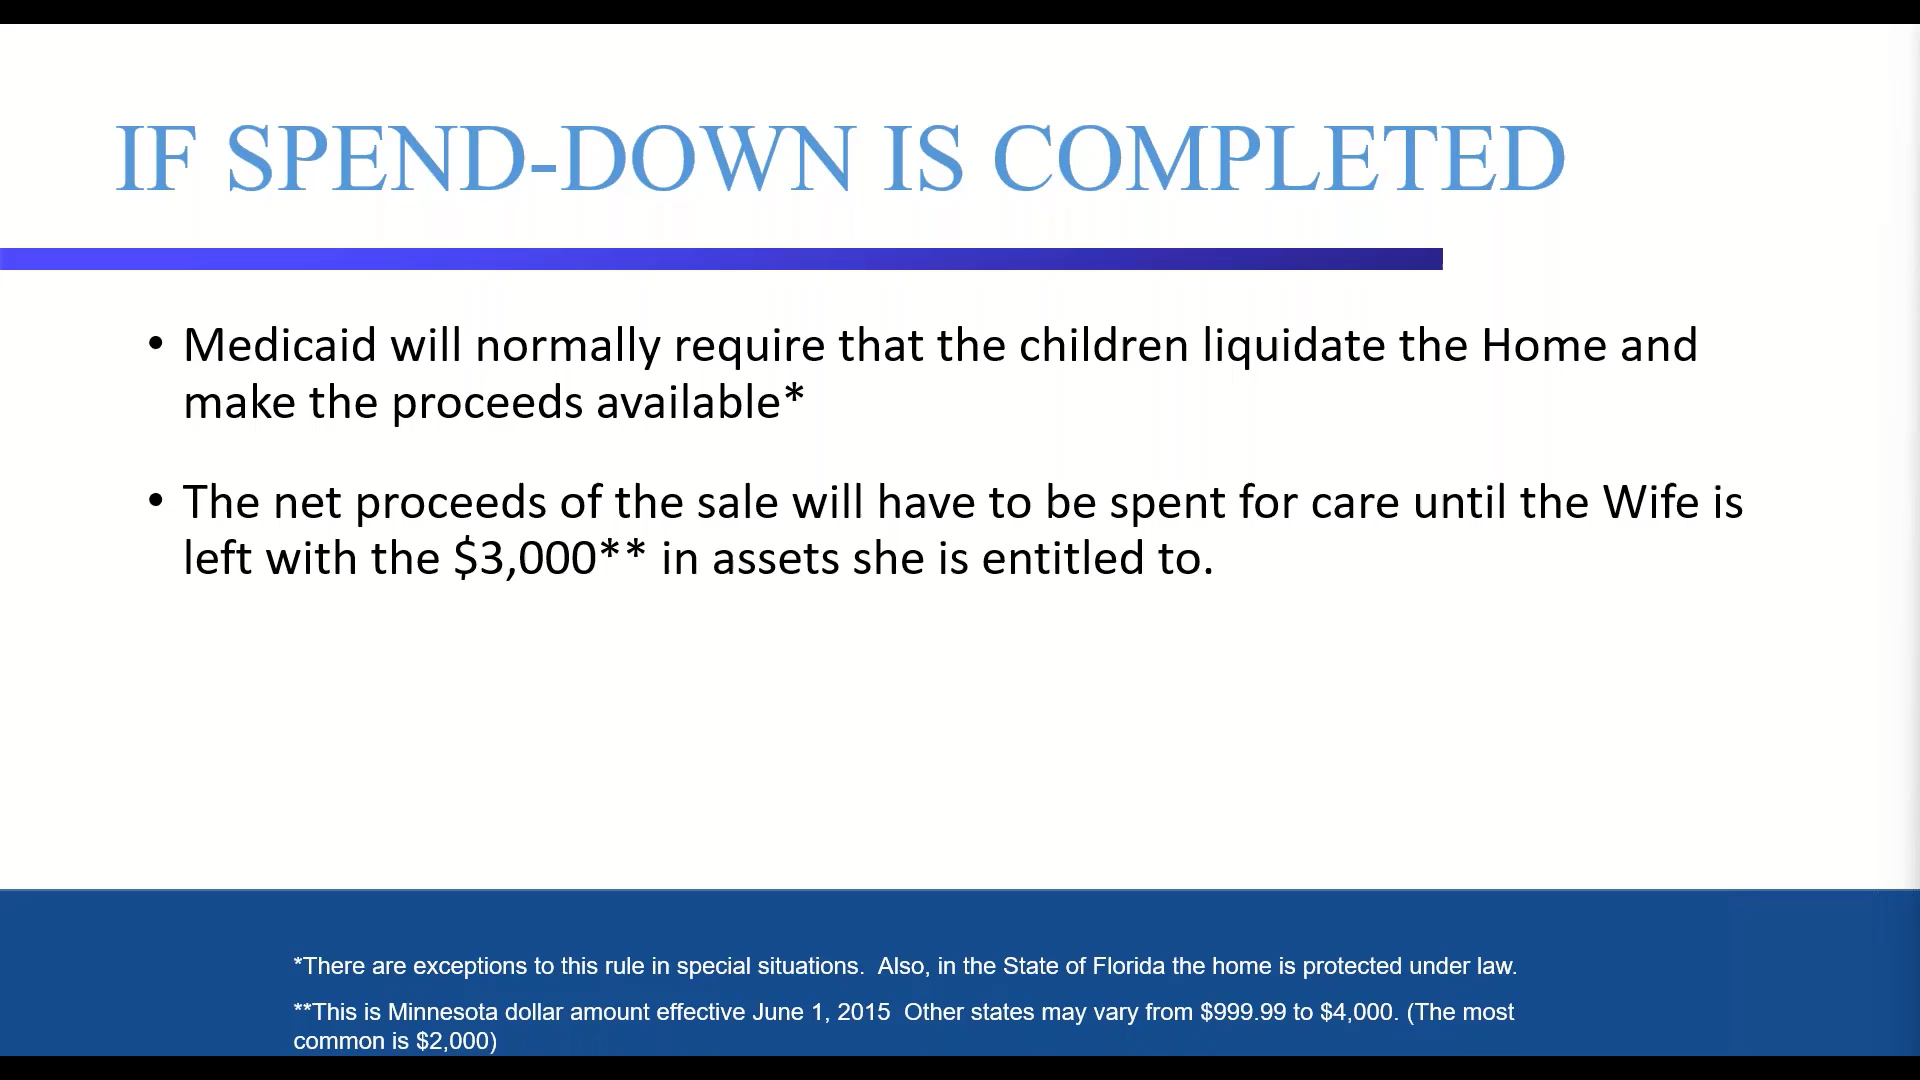 IF SPEND-DOWN IS COMPLETED
• Medicaid will normally require that the children liquidate the Home and
make the proceeds available*
• The net proceeds of the sale will have to be spent for care until the Wife is
left with the $3,000** in assets she is entitled to.
*There are exceptions to this rule in special situations.  Also, in the State of Florida the home is protected under law.
**This is Minnesota dollar amount effective June 1, 2015  Other states may vary from $999.99 to $4,000. (The most
common is $2,000)